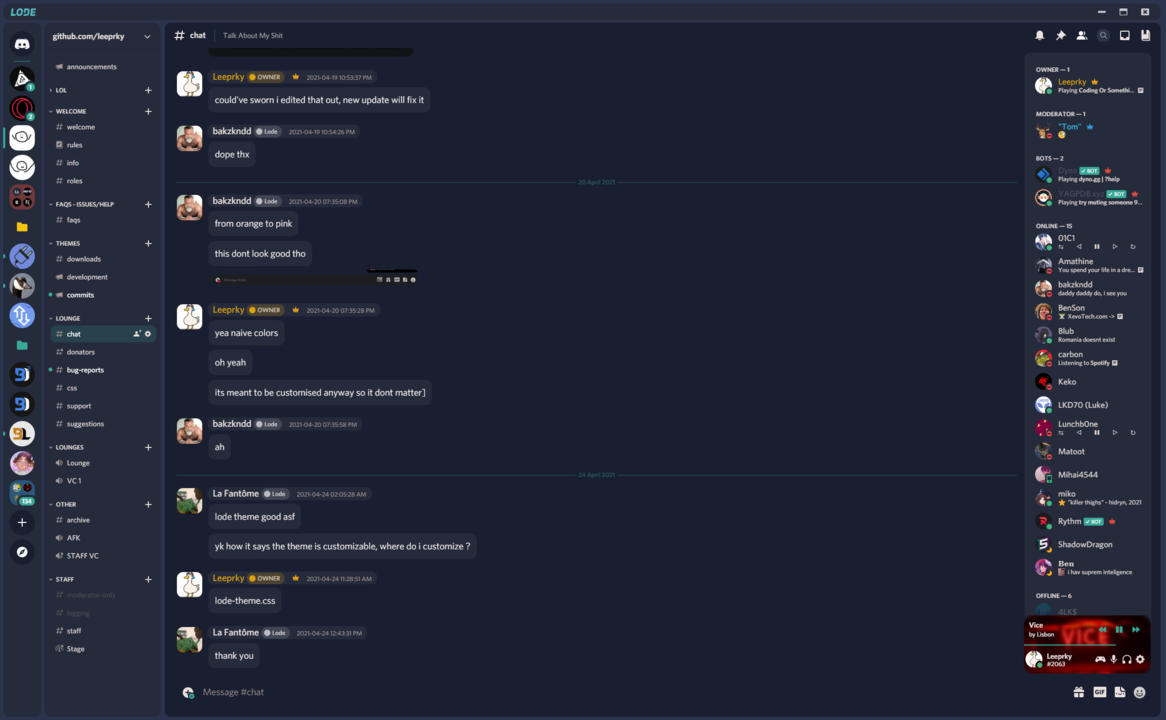 LODE
github.com/leeprky
announcements
LOL
WELCOME
welcome
rules
info
roles
FAQS - ISSUES/HELP
faqs
THEMES
downloads
development
commits
LOUNGE
chat
donators
bug-reports
css
support
suggestions
LOUNGES
Lounge
VC 1
OTHER
archive
AFK
STAFF VC
STAFF
moderator-only
logging
staff
Stage
1
2
134
# chat
Talk About My Shit
Leeprky OWNER 2021-04-19 10:53:37 PM
could've sworn i edited that out, new update will fix it
bakzkndd Lode 2021-04-19 10:54:26 PM
dope thx
20 April 2021
bakzkndd Lode 2021-04-20 07:35:08 PM
from orange to pink
this dont look good tho
Leeprky OWNER 2021-04-20 07:35:28 PM
yea naive colors
oh yeah
its meant to be customised anyway so it dont matter]
bakzkndd Lode 2021-04-20 07:35:58 PM
ah
24 April 2021
La Fantôme Lode 2021-04-24 02:05:28 AM
lode theme good asf
yk how it says the theme is customizable, where do i customize ?
Leeprky OWNER 2021-04-24 11:28:51 AM
lode-theme.css
La Fantôme Lode 2021-04-24 12:43:31 PM
thank you
Message #chat
GIF
OWNER — 1
Leeprky
Playing Coding Or Somethi...
MODERATOR — 1
"Tom"
BOTS — 2
Dyno BOT
Playing dyno.gg | ?help
YAGPDB.xyz BOT
Playing try muting someone 9...
ONLINE — 15
01C1
Amathine
You spend your life in a dre...
bakzkndd
daddy daddy do, i see you
BenSon
XevoTech.com ->
Blub
Romania doesnt exist
carbon
Listening to Spotify
Keko
LKD70 (Luke)
Lunchb0ne
Matoot
Mihai4544
miko
"killer thighs" - hidryn, 2021
Rythm BOT
ShadowDragon
Ben
i hav suprem inteligence
OFFLINE — 6
4LK$
Vice
by Lisbon
VICE
Leeprky
#2063